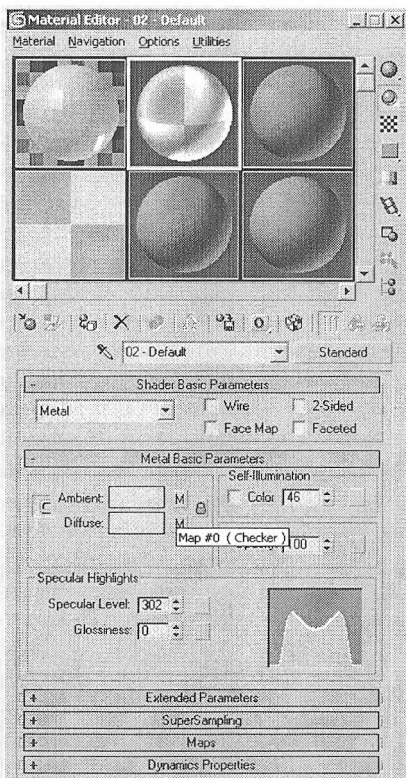 Material Editor - 02 - Default
Material Navigation Options Utilities
02 - Default Standard
- Shader Basic Parameters
Metal Wire 2-Sided
Face Map Faceted
- Metal Basic Parameters
Self-Illumination
Ambient: M Color 46
Diffuse: M
Map #0 ( Checker ) 100
Specular Highlights
Specular Level: 302
Glossiness: 0
+ Extended Parameters
+ SuperSampling
+ Maps
+ Dynamics Properties